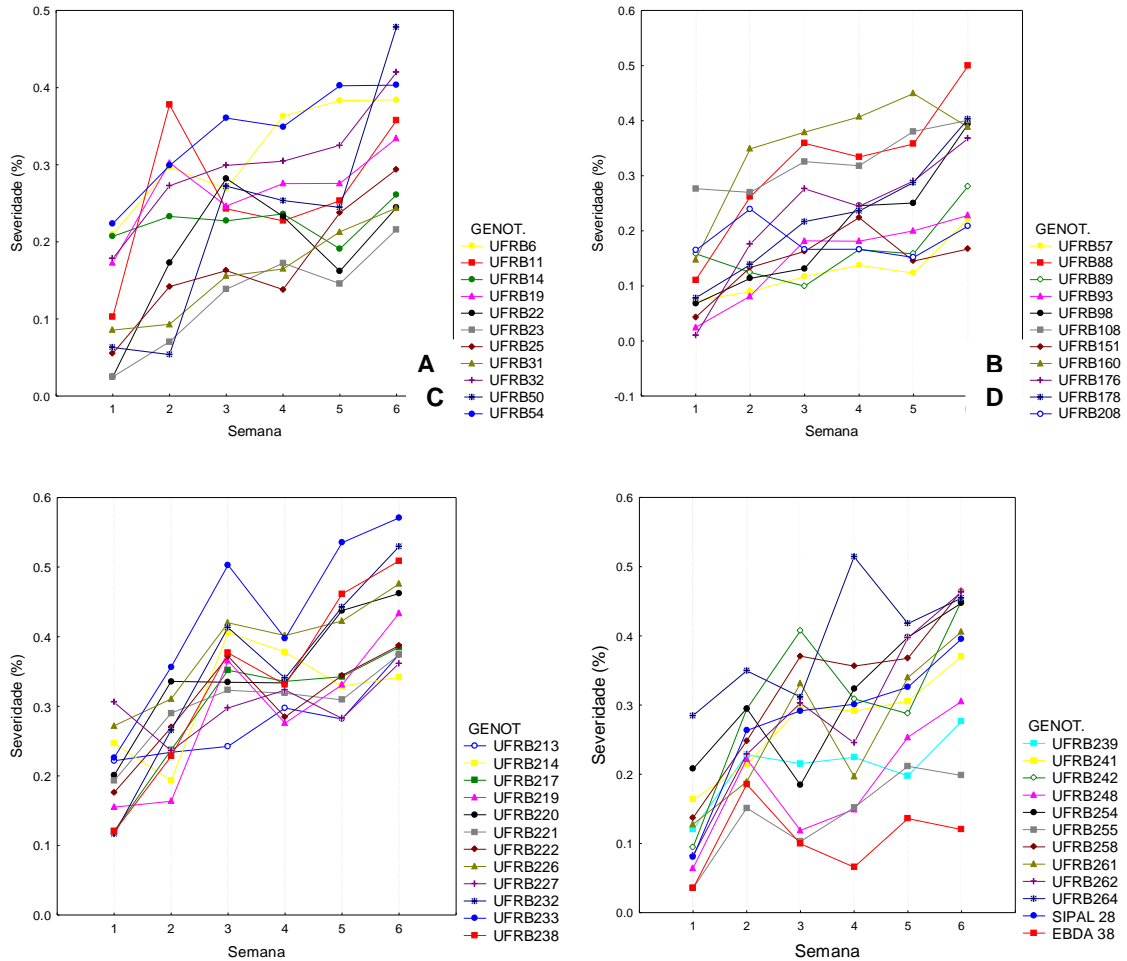 0.5
0.4
0.3
0.2
0.1
0.0
Severidade (%)
1 2 3 4 5 6
Semana
GENOT.
UFRB6
UFRB11
UFRB14
UFRB19
UFRB22
UFRB23
UFRB25
UFRB31
UFRB32
UFRB50
UFRB54
A
C
0.6
0.5
0.4
0.3
0.2
0.1
0.0
-0.1
Severidade (%)
1 2 3 4 5
Semana
GENOT.
UFRB57
UFRB88
UFRB89
UFRB93
UFRB98
UFRB108
UFRB151
UFRB160
UFRB176
UFRB178
UFRB208
B
D
0.6
0.5
0.4
0.3
0.2
0.1
0.0
Severidade (%)
1 2 3 4 5 6
Semana
GENOT
UFRB213
UFRB214
UFRB217
UFRB219
UFRB220
UFRB221
UFRB222
UFRB226
UFRB227
UFRB232
UFRB233
UFRB238
0.6
0.5
0.4
0.3
0.2
0.1
0.0
Severidade (%)
1 2 3 4 5 6
Semana
GENOT.
UFRB239
UFRB241
UFRB242
UFRB248
UFRB254
UFRB255
UFRB258
UFRB261
UFRB262
UFRB264
SIPAL 28
EBDA 38